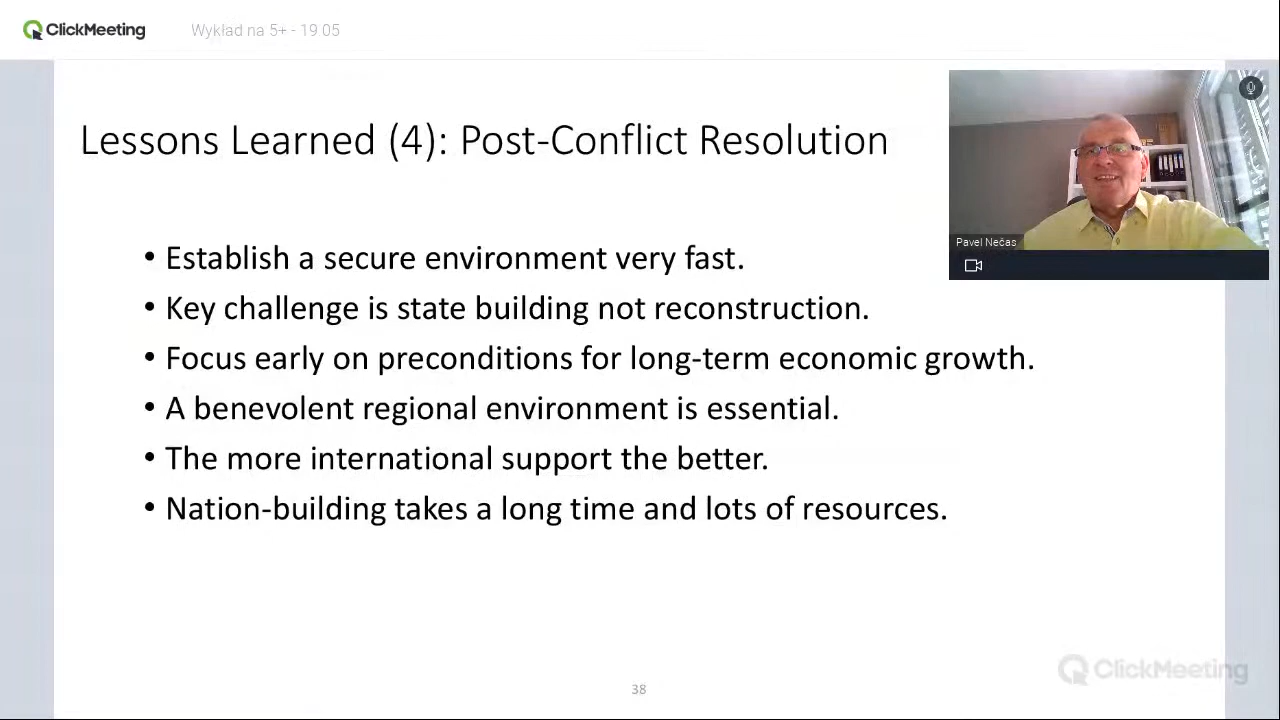 ClickMeeting
Wykład na 5+ - 19.05
Lessons Learned (4): Post-Conflict Resolution
Pavel Nečas
• Establish a secure environment very fast.
• Key challenge is state building not reconstruction.
• Focus early on preconditions for long-term economic growth.
• A benevolent regional environment is essential.
• The more international support the better.
• Nation-building takes a long time and lots of resources.
ClickMeeting
38